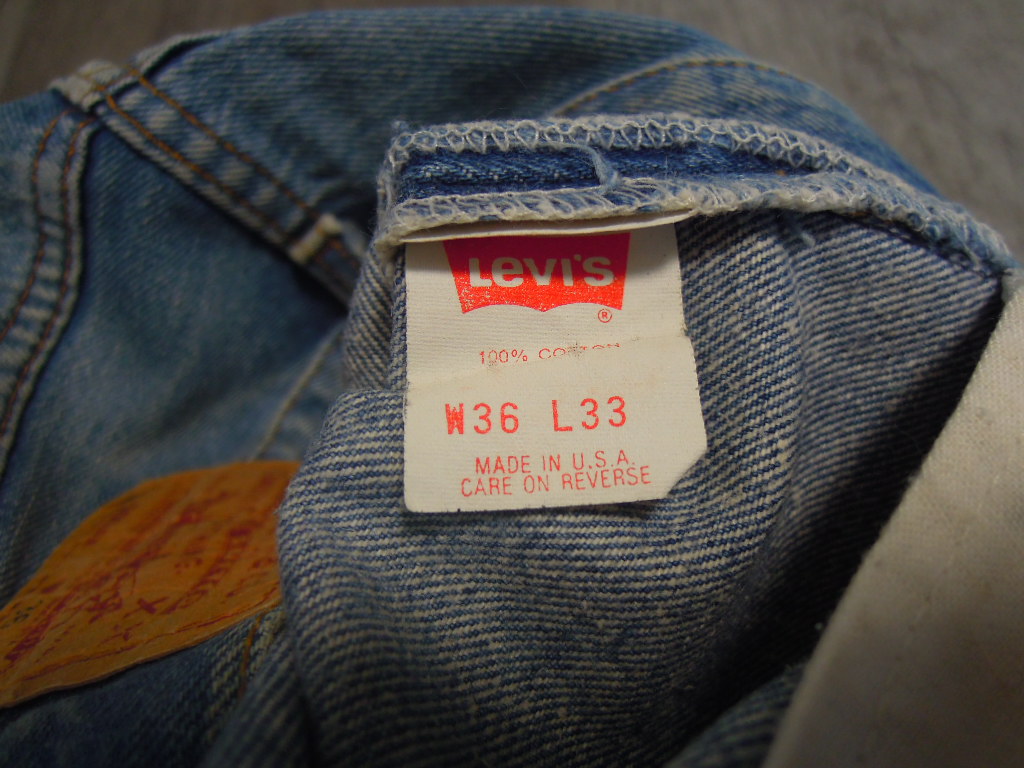 Levi's
®
100% COTTON
W36 L33
MADE IN U.S.A.
CARE ON REVERSE